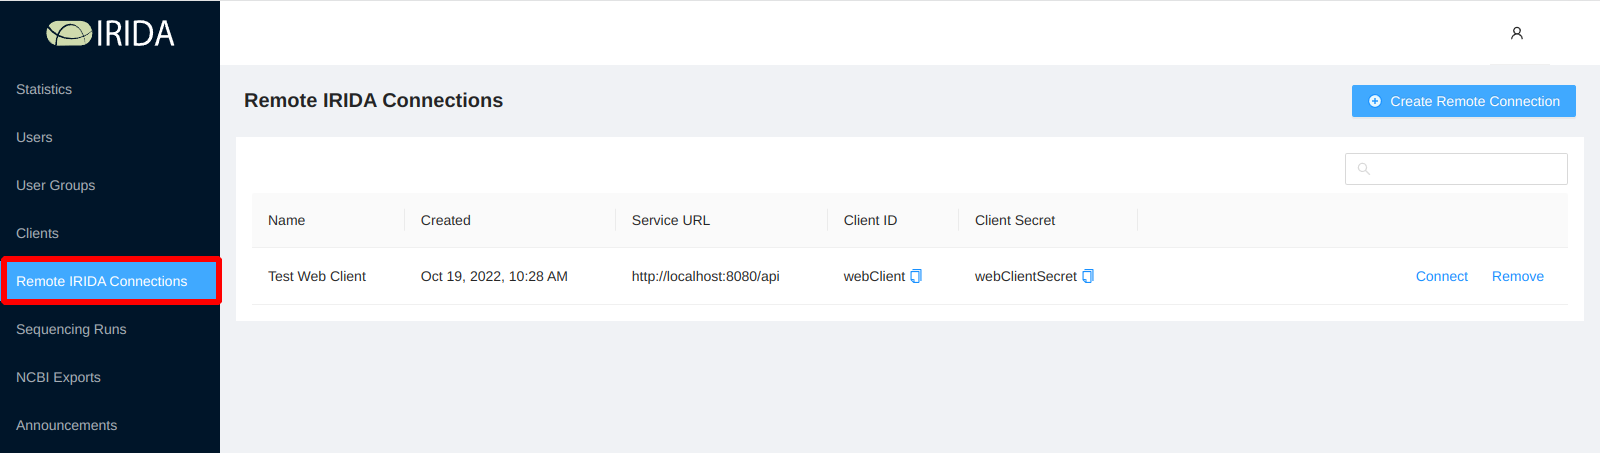 IRIDA
Statistics
Users
User Groups
Clients
Remote IRIDA Connections
Sequencing Runs
NCBI Exports
Announcements
Remote IRIDA Connections
Create Remote Connection
Name Created Service URL Client ID Client Secret
Test Web Client Oct 19, 2022, 10:28 AM http://localhost:8080/api webClient webClientSecret Connect Remove